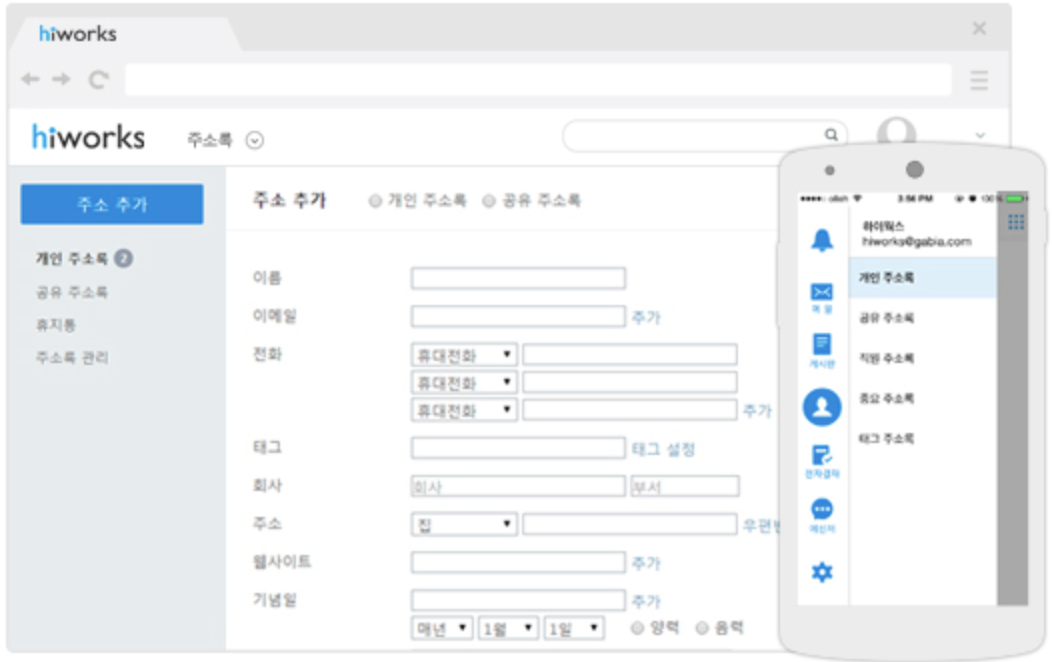 hiworks
hiworks 주소록
주소 추가
개인 주소록 2
공유 주소록
휴지통
주소록 관리
주소 추가 개인 주소록 공유 주소록
이름
이메일 추가
전화 휴대전화
휴대전화
휴대전화 추가
태그 태그 설정
회사 회사 부서
주소 집
웹사이트 추가
기념일 추가
매년 1월 1일 양력 음력
olleh 3:56 PM 100%
하이웍스
hiworks@gabia.com
메일
게시판
전자결재
메신저
개인 주소록
공유 주소록
직원 주소록
중요 주소록
태그 주소록